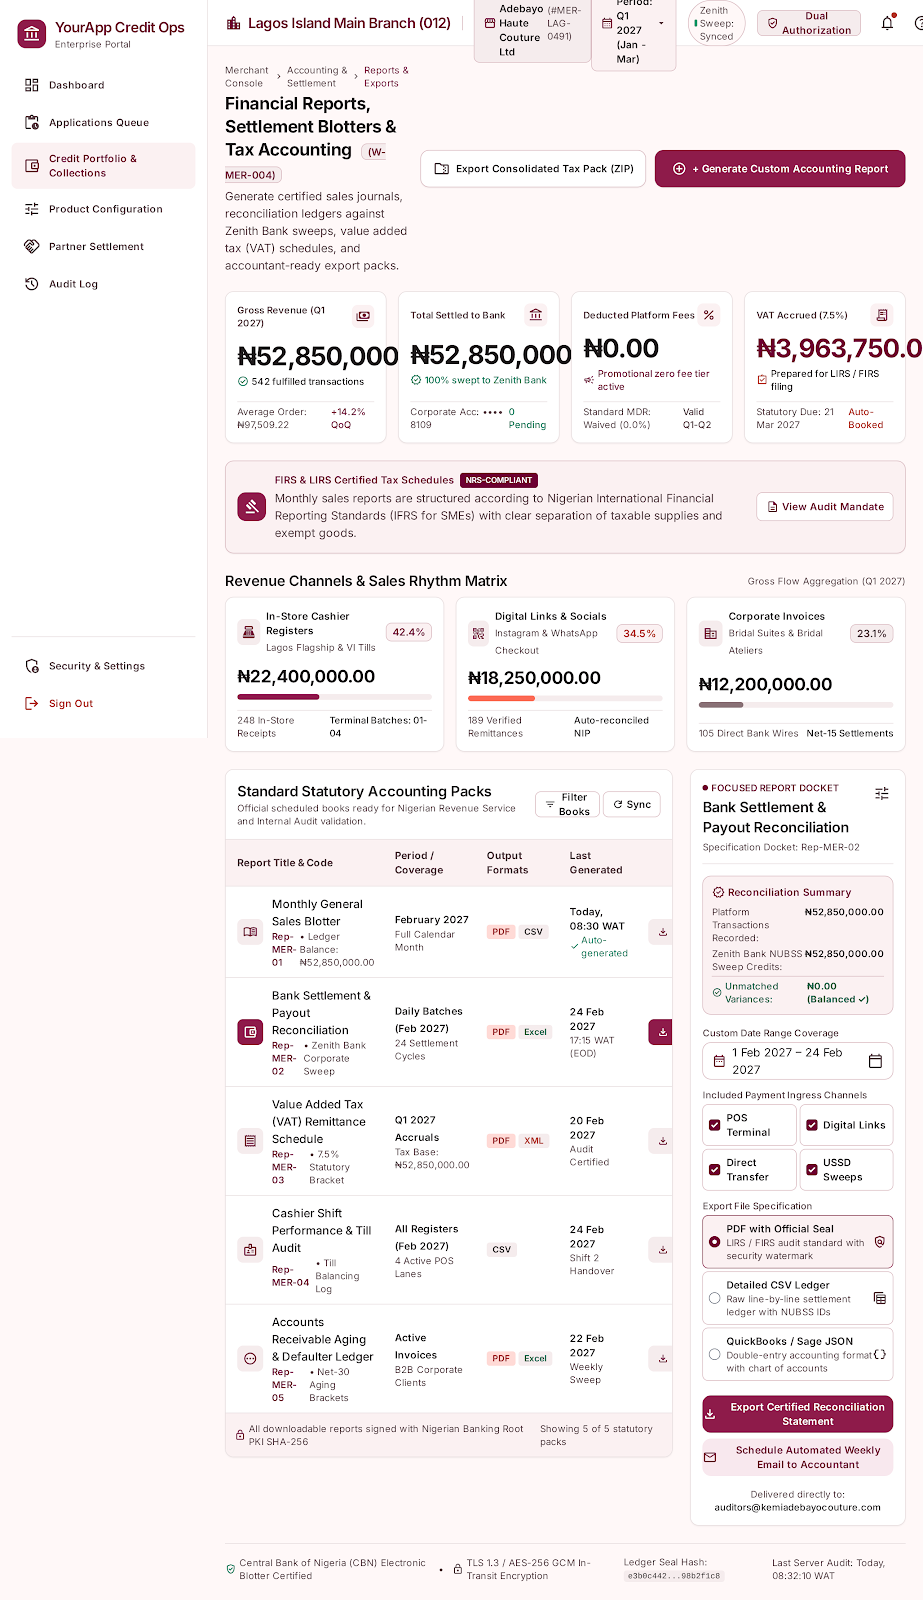 YourApp Credit Ops
Enterprise Portal
Dashboard
Applications Queue
Credit Portfolio &
Collections
Product Configuration
Partner Settlement
Audit Log
Security & Settings
Sign Out
Lagos Island Main Branch (012)
Adebayo
Haute
Couture
Ltd
(#MER-
LAG-
0491)
Period:
Q1
2027
(Jan -
Mar)
Zenith
Sweep:
Synced
Dual
Authorization
Merchant
Console
›
Accounting &
Settlement
›
Reports &
Exports
Financial Reports,
Settlement Blotters &
Tax Accounting (W-
MER-004)
Generate certified sales journals,
reconciliation ledgers against
Zenith Bank sweeps, value added
tax (VAT) schedules, and
accountant-ready export packs.
Export Consolidated Tax Pack (ZIP)
+ Generate Custom Accounting Report
Gross Revenue (Q1
2027)
₦52,850,000
542 fulfilled transactions
Average Order:
₦97,509.22
+14.2%
QoQ
Total Settled to Bank
₦52,850,000
100% swept to Zenith Bank
Corporate Acc: ••••
8109
0
Pending
Deducted Platform Fees
₦0.00
Promotional zero fee tier
active
Standard MDR:
Waived (0.0%)
Valid
Q1-Q2
VAT Accrued (7.5%)
₦3,963,750.0
Prepared for LIRS / FIRS
filing
Statutory Due: 21
Mar 2027
Auto-
Booked
FIRS & LIRS Certified Tax Schedules NRS-COMPLIANT
Monthly sales reports are structured according to Nigerian International Financial
Reporting Standards (IFRS for SMEs) with clear separation of taxable supplies and
exempt goods.
View Audit Mandate
Revenue Channels & Sales Rhythm Matrix
Gross Flow Aggregation (Q1 2027)
In-Store Cashier
Registers
Lagos Flagship & VI Tills
42.4%
₦22,400,000.00
248 In-Store
Receipts
Terminal Batches: 01-
04
Digital Links & Socials
Instagram & WhatsApp
Checkout
34.5%
₦18,250,000.00
189 Verified
Remittances
Auto-reconciled
NIP
Corporate Invoices
Bridal Suites & Bridal
Ateliers
23.1%
₦12,200,000.00
105 Direct Bank Wires
Net-15 Settlements
Standard Statutory Accounting Packs
Official scheduled books ready for Nigerian Revenue Service
and Internal Audit validation.
Filter
Books
Sync
Report Title & Code
Period /
Coverage
Output
Formats
Last
Generated
Monthly General
Sales Blotter
Rep-
MER-
01
• Ledger
Balance:
₦52,850,000.00
February 2027
Full Calendar
Month
PDF CSV
Today,
08:30 WAT
Auto-
generated
Bank Settlement &
Payout
Reconciliation
Rep-
MER-
02
• Zenith Bank
Corporate
Sweep
Daily Batches
(Feb 2027)
24 Settlement
Cycles
PDF Excel
24 Feb
2027
17:15 WAT
(EOD)
Value Added Tax
(VAT) Remittance
Schedule
Rep-
MER-
03
• 7.5%
Statutory
Bracket
Q1 2027
Accruals
Tax Base:
₦52,850,000.00
PDF XML
20 Feb
2027
Audit
Certified
Cashier Shift
Performance & Till
Audit
Rep-
MER-04
• Till
Balancing
Log
All Registers
(Feb 2027)
4 Active POS
Lanes
CSV
24 Feb
2027
Shift 2
Handover
Accounts
Receivable Aging
& Defaulter Ledger
Rep-
MER-
05
• Net-30
Aging
Brackets
Active
Invoices
B2B Corporate
Clients
PDF Excel
22 Feb
2027
Weekly
Sweep
All downloadable reports signed with Nigerian Banking Root
PKI SHA-256
Showing 5 of 5 statutory
packs
FOCUSED REPORT DOCKET
Bank Settlement &
Payout Reconciliation
Specification Docket: Rep-MER-02
Reconciliation Summary
Platform
Transactions
Recorded:
₦52,850,000.00
Zenith Bank NUBSS
Sweep Credits:
₦52,850,000.00
Unmatched
Variances:
₦0.00
(Balanced ✓)
Custom Date Range Coverage
1 Feb 2027 – 24 Feb
2027
Included Payment Ingress Channels
POS
Terminal
Digital Links
Direct
Transfer
USSD
Sweeps
Export File Specification
PDF with Official Seal
LIRS / FIRS audit standard with
security watermark
Detailed CSV Ledger
Raw line-by-line settlement
ledger with NUBSS IDs
QuickBooks / Sage JSON
Double-entry accounting format
with chart of accounts
Export Certified Reconciliation
Statement
Schedule Automated Weekly
Email to Accountant
Delivered directly to:
auditors@kemiadebayocouture.com
Central Bank of Nigeria (CBN) Electronic
Blotter Certified
•
TLS 1.3 / AES-256 GCM In-
Transit Encryption
Ledger Seal Hash:
e3b0c442...98b2f1c8
Last Server Audit: Today,
08:32:10 WAT